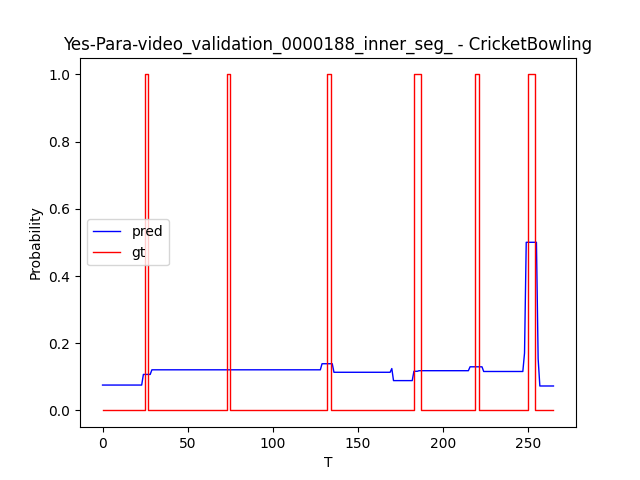 Yes-Para-video_validation_0000188_inner_seg_ - CricketBowling
1.0
0.8
0.6
0.4
0.2
0.0
Probability
pred
gt
0
50
100
150
200
250
T